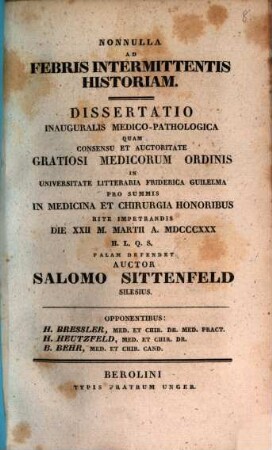 8
NONNULLA
AD
FEBRIS INTERMITTENTIS
HISTORIAM.
DISSERTATIO
INAUGURALIS MEDICO-PATHOLOGICA
QUAM
CONSENSU ET AUCTORITATE
GRATIOSI MEDICORUM ORDINIS
IN
UNIVERSITATE LITTERARIA FRIDERICA GUILELMA
PRO SUMMIS
IN MEDICINA ET CHIRURGIA HONORIBUS
RITE IMPETRANDIS
DIE XXII M. MARTII A. MDCCCXXX
H. L. Q. S.
PALAM DEFENDET
AUCTOR
SALOMO SITTENFELD
SILESIUS.
OPPONENTIBUS:
H. BRESSLER, MED. ET CHIR. DR. MED. PRACT.
H. HEUTZFELD, MED. ET CHIR. DR.
B. BEHR, MED. ET CHIR. CAND.
BEROLINI
TYPIS FRATRUM UNGER.